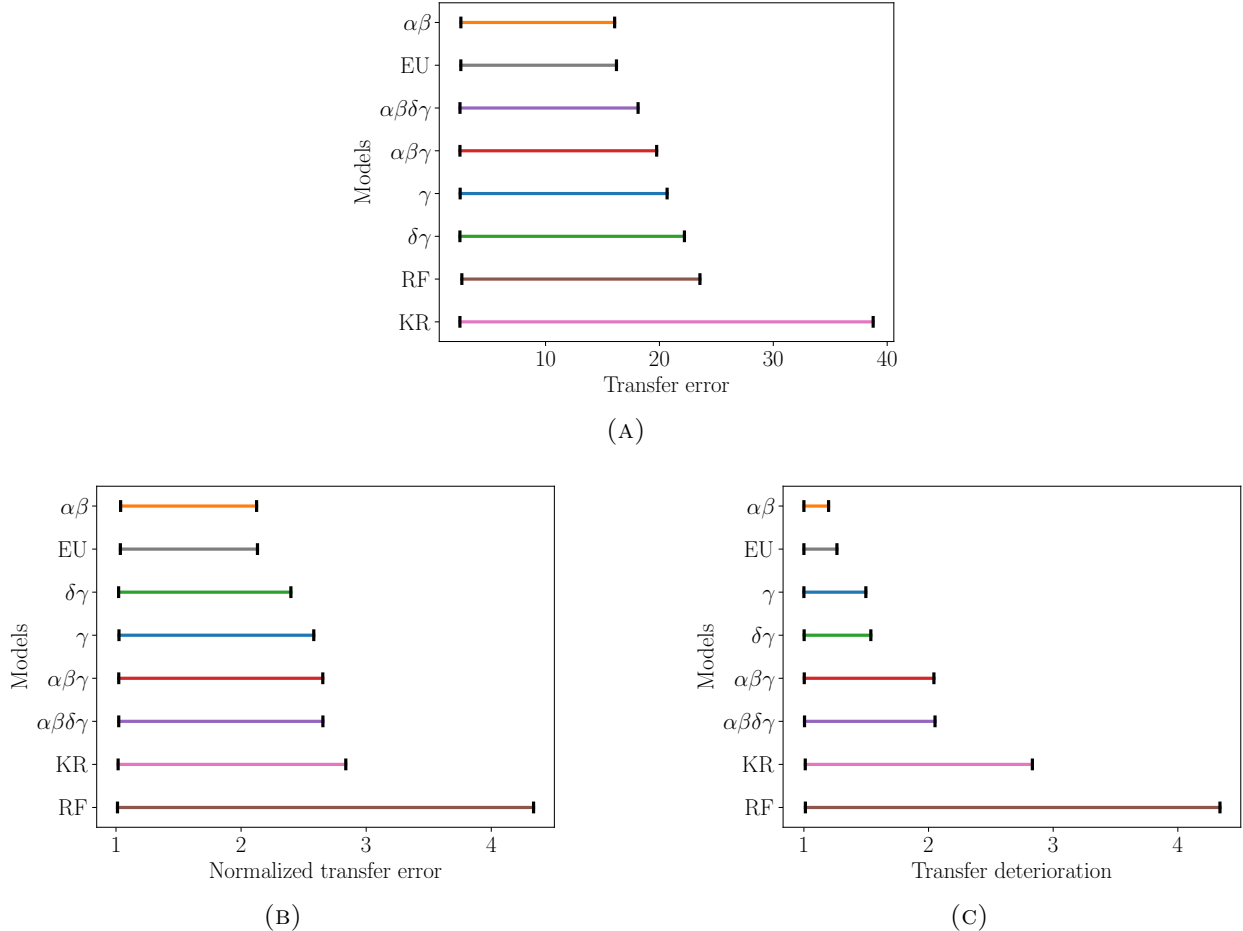 αβ
EU
αβδγ
αβγ
γ
δγ
RF
KR
Models
10 20 30 40
Transfer error
(A)
αβ
EU
δγ
γ
αβγ
αβδγ
KR
RF
Models
1 2 3 4
Normalized transfer error
(B)
αβ
EU
γ
δγ
αβγ
αβδγ
KR
RF
Models
1 2 3 4
Transfer deterioration
(C)